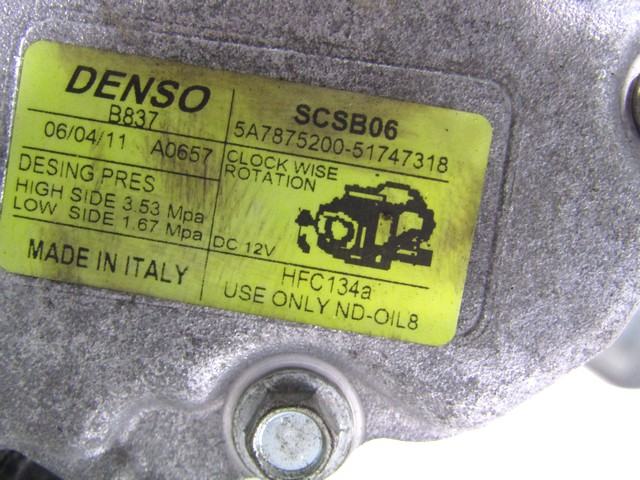 DENSO
B837
06/04/11 A0657
DESING PRES
HIGH SIDE 3.53 Mpa
LOW SIDE 1.67 Mpa
MADE IN ITALY
SCSB06
5A7875200-51747318
CLOCK WISE
ROTATION
DC 12V
HFC134a
USE ONLY ND-OIL8